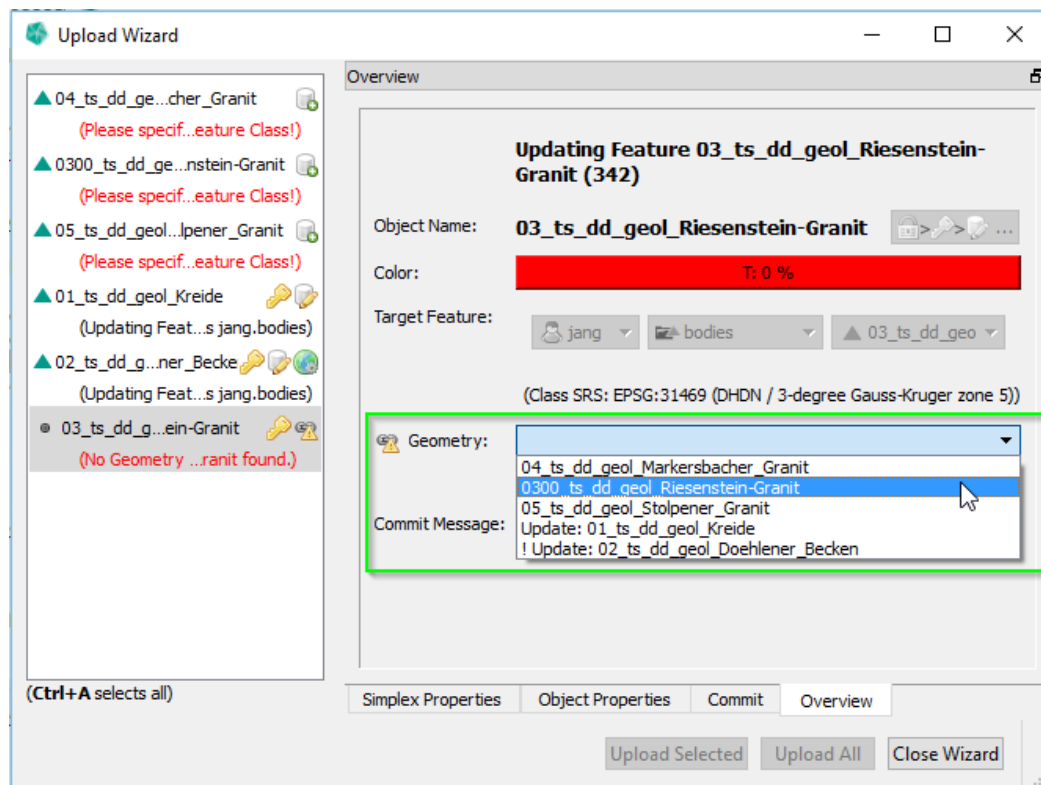 Upload Wizard
04_ts_dd_ge...cher_Granit
(Please specif...eature Class!)
0300_ts_dd_ge...nstein-Granit
(Please specif...eature Class!)
05_ts_dd_geol...lpener_Granit
(Please specif...eature Class!)
01_ts_dd_geol_Kreide
(Updating Feat...s jang.bodies)
02_ts_dd_g...ner_Becke
(Updating Feat...s jang.bodies)
03_ts_dd_g...ein-Granit
(No Geometry ...ranit found.)
(Ctrl+A selects all)
Overview
Updating Feature 03_ts_dd_geol_Riesenstein-
Granit (342)
Object Name: 03_ts_dd_geol_Riesenstein-Granit > > ...
Color: T: 0 %
Target Feature: jang bodies 03_ts_dd_geo
(Class SRS: EPSG:31469 (DHDN / 3-degree Gauss-Kruger zone 5))
Geometry:
04_ts_dd_geol_Markersbacher_Granit
0300_ts_dd_geol_Riesenstein-Granit
05_ts_dd_geol_Stolpener_Granit
Commit Message: Update: 01_ts_dd_geol_Kreide
! Update: 02_ts_dd_geol_Doehlener_Becken
Simplex Properties Object Properties Commit Overview
Upload Selected Upload All Close Wizard